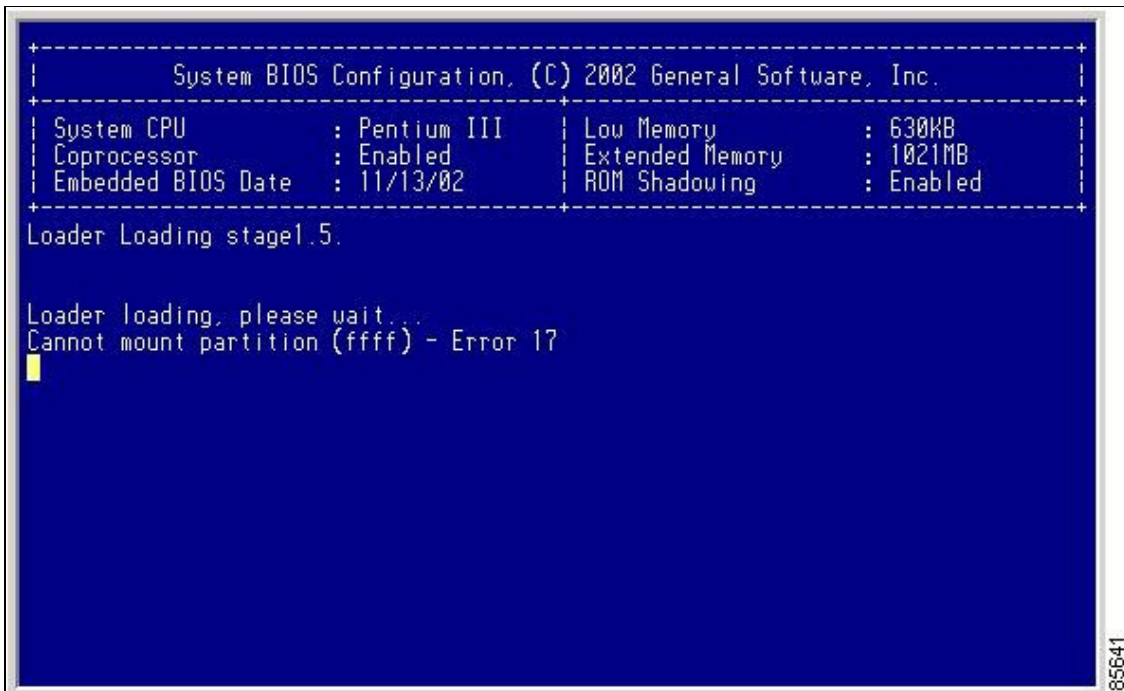 System BIOS Configuration, (C) 2002 General Software, Inc.
System CPU : Pentium III | Low Memory : 630KB
Coprocessor : Enabled | Extended Memory : 1021MB
Embedded BIOS Date : 11/13/02 | ROM Shadowing : Enabled
Loader Loading stage1.5.
Loader loading, please wait...
Cannot mount partition (ffff) - Error 17
85641